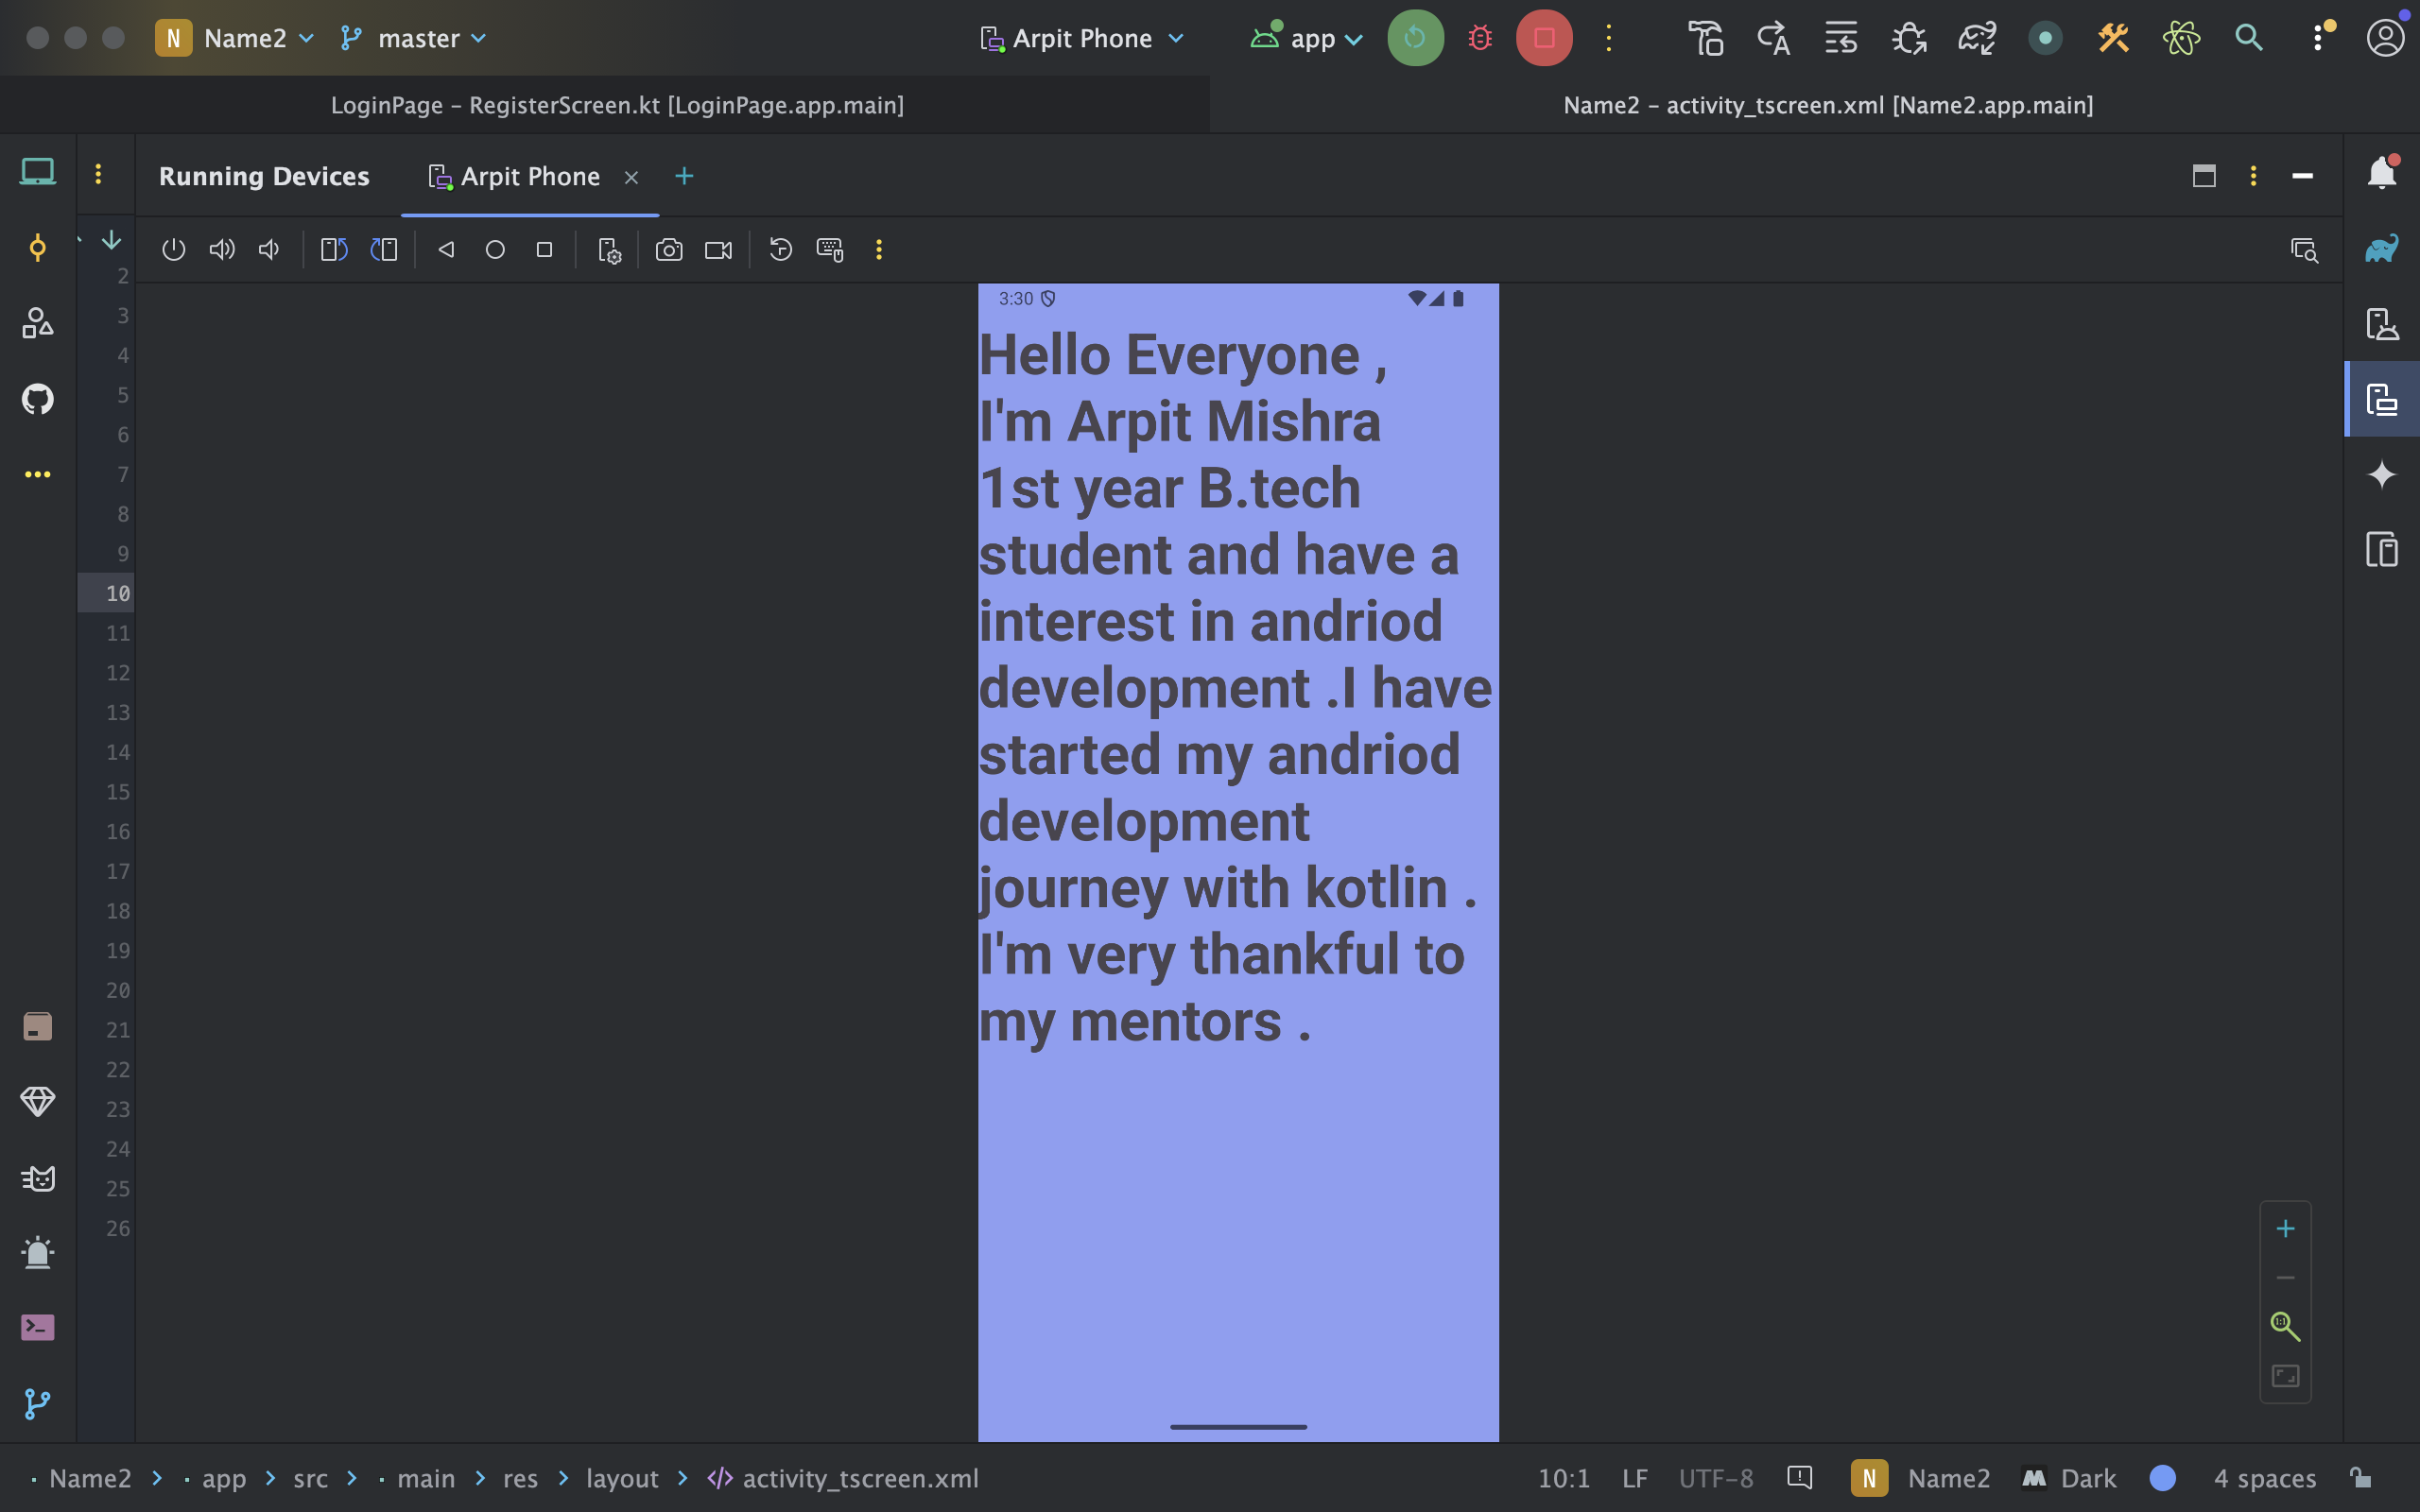 N Name2 master Arpit Phone app
LoginPage – RegisterScreen.kt [LoginPage.app.main] Name2 – activity_tscreen.xml [Name2.app.main]
Running Devices Arpit Phone
3:30
Hello Everyone ,
I'm Arpit Mishra
1st year B.tech
student and have a
interest in andriod
development .I have
started my andriod
development
journey with kotlin .
I'm very thankful to
my mentors .
2
3
4
5
6
7
8
9
10
11
12
13
14
15
16
17
18
19
20
21
22
23
24
25
26
1:1
Name2 > app > src > main > res > layout > activity_tscreen.xml 10:1 LF UTF-8 N Name2 Dark 4 spaces